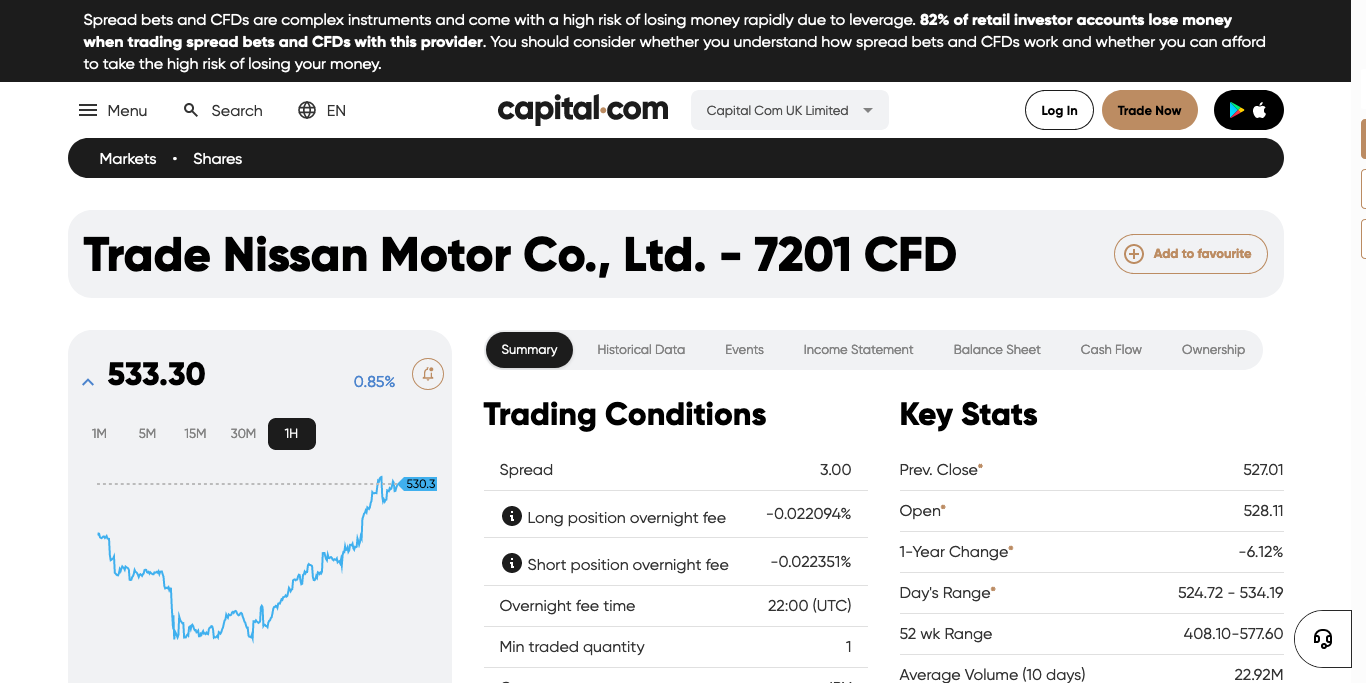 Spread bets and CFDs are complex instruments and come with a high risk of losing money rapidly due to leverage. 82% of retail investor accounts lose money
when trading spread bets and CFDs with this provider. You should consider whether you understand how spread bets and CFDs work and whether you can afford
to take the high risk of losing your money.
Menu Search EN capital.com Capital Com UK Limited Log In Trade Now
Markets • Shares
Trade Nissan Motor Co., Ltd. - 7201 CFD Add to favourite
533.30 0.85%
1M 5M 15M 30M 1H
530.3
Summary Historical Data Events Income Statement Balance Sheet Cash Flow Ownership
Trading Conditions
Spread 3.00
Long position overnight fee -0.022094%
Short position overnight fee -0.022351%
Overnight fee time 22:00 (UTC)
Min traded quantity 1
Key Stats
Prev. Close* 527.01
Open* 528.11
1-Year Change* -6.12%
Day's Range* 524.72 - 534.19
52 wk Range 408.10-577.60
Average Volume (10 days) 22.92M